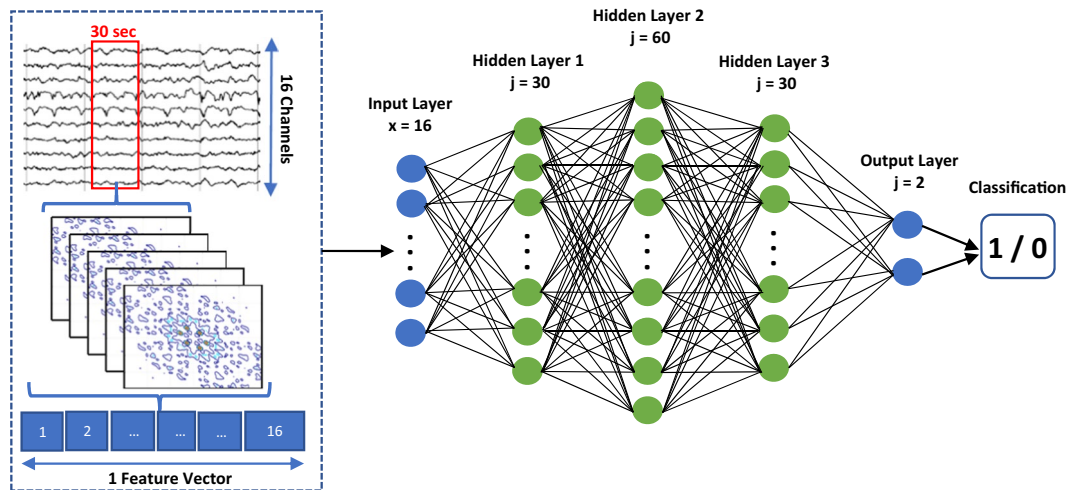 30 sec
16 Channels
1
2
...
...
...
16
1 Feature Vector
Input Layer
x = 16
Hidden Layer 1
j = 30
Hidden Layer 2
j = 60
Hidden Layer 3
j = 30
Output Layer
j = 2
Classification
1 / 0